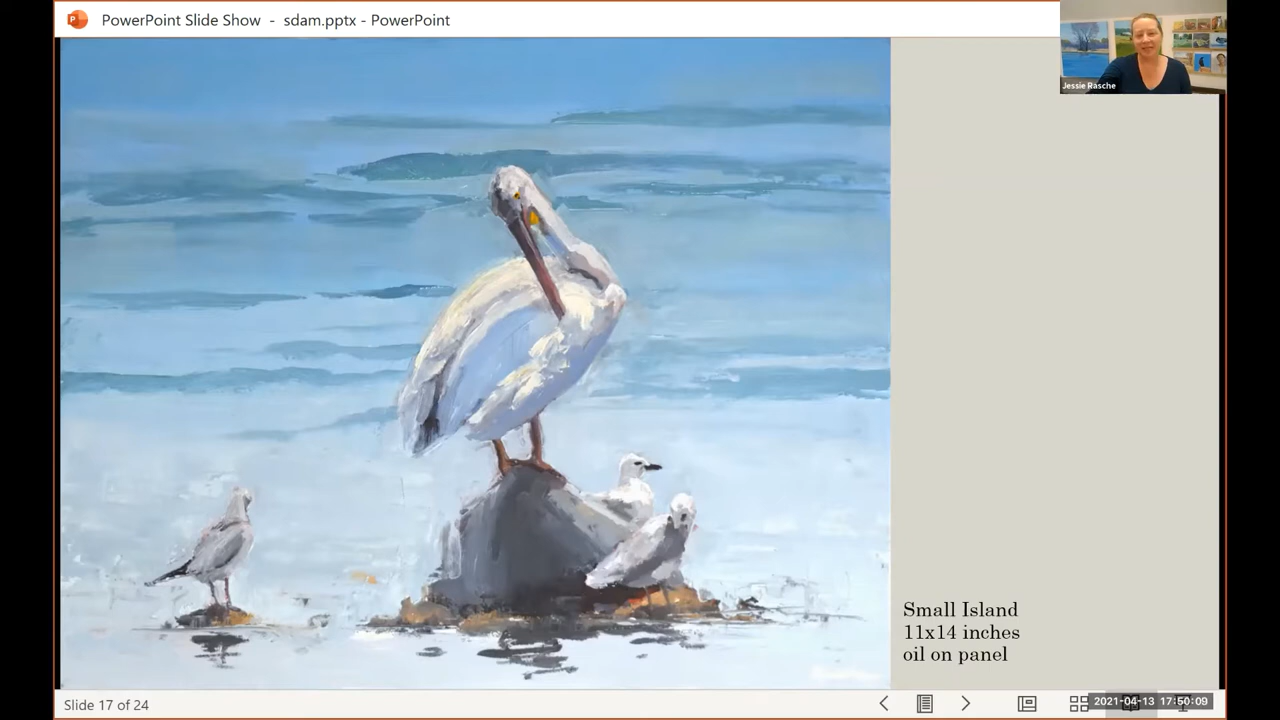 PowerPoint Slide Show - sdam.pptx - PowerPoint
Jessie Rasche
Small Island
11x14 inches
oil on panel
Slide 17 of 24
2021-04-13 17:50:09